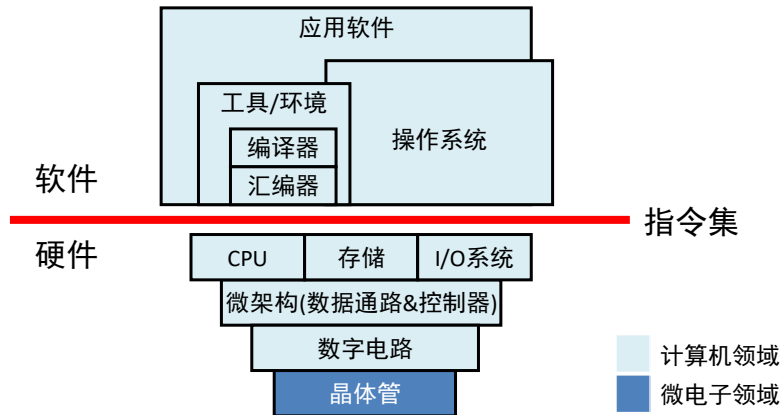 应用软件
工具/环境
编译器
操作系统
汇编器
软件
指令集
硬件
CPU 存储 I/O系统
微架构(数据通路&控制器)
数字电路
计算机领域
晶体管
微电子领域